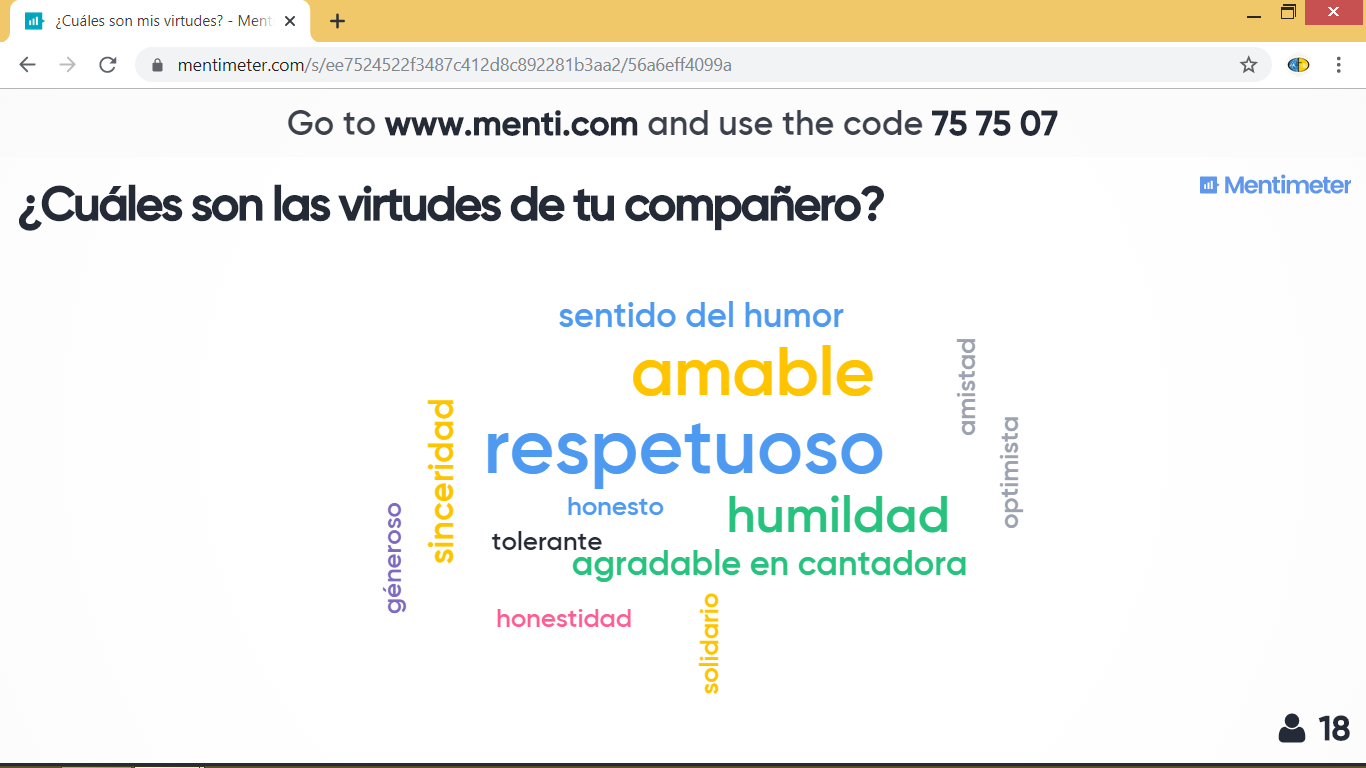 ¿Cuáles son mis virtudes? - Ment
mentimeter.com/s/ee7524522f3487c412d8c892281b3aa2/56a6eff4099a
Go to www.menti.com and use the code 75 75 07
¿Cuáles son las virtudes de tu compañero?
Mentimeter
sentido del humor
amable
amistad
sinceridad
respetuoso
optimista
géneroso
honesto
humildad
tolerante
agradable en cantadora
honestidad
solidario
18